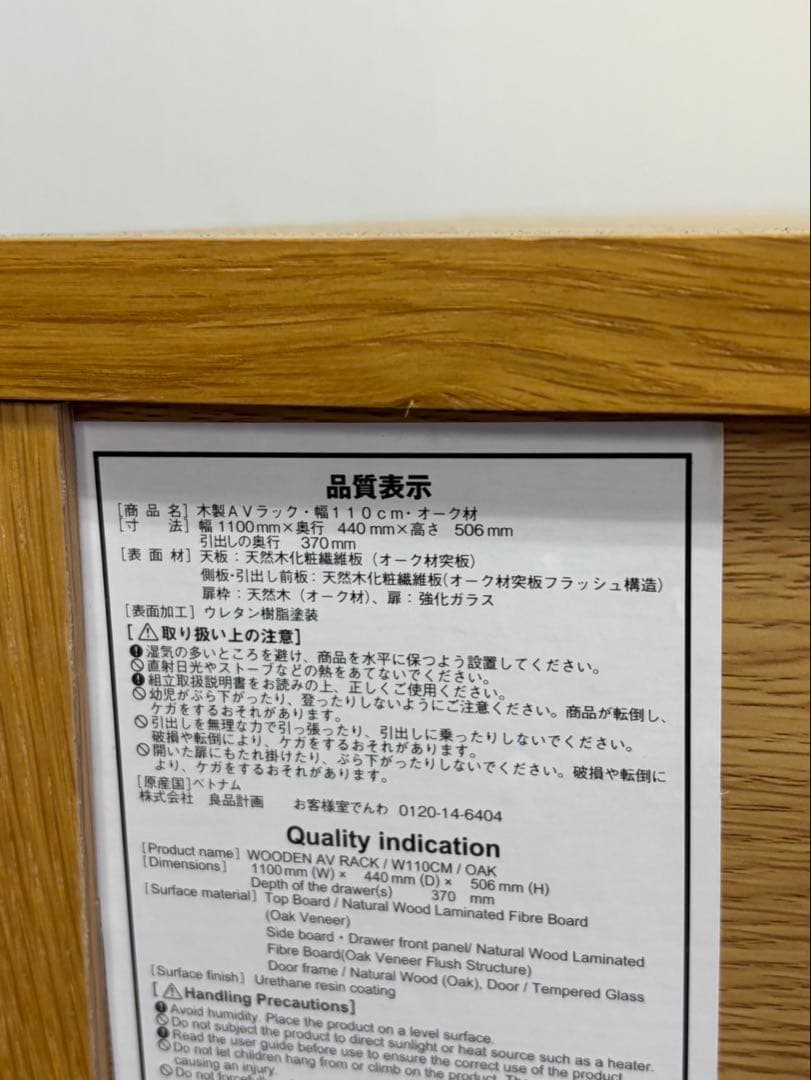 品質表示
[商 品 名] 木製AVラック・幅110cm・オーク材
[寸 法] 幅 1100mm×奥行 440mm×高さ 506mm
引出しの奥行 370mm
[表 面 材] 天板：天然木化粧繊維板（オーク材突板）
側板・引出し前板：天然木化粧繊維板(オーク材突板フラッシュ構造)
扉枠：天然木（オーク材）、扉：強化ガラス
[表面加工] ウレタン樹脂塗装
[⚠取り扱い上の注意]
湿気の多いところを避け、商品を水平に保つよう設置してください。
直射日光やストーブなどの熱をあてないでください。
組立取扱説明書をお読みの上、正しくご使用ください。
幼児がぶら下がったり、登ったりしないようにご注意ください。商品が転倒し、
ケガをするおそれがあります。
引出しを無理な力で引っ張ったり、引出しに乗ったりしないでください。
破損や転倒により、ケガをするおそれがあります。
開いた扉にもたれ掛けたり、ぶら下がったりしないでください。破損や転倒に
より、ケガをするおそれがあります。
[原産国]ベトナム
株式会社 良品計画 お客様室でんわ 0120-14-6404
Quality indication
[Product name] WOODEN AV RACK / W110CM / OAK
[Dimensions] 1100mm (W) × 440mm (D) × 506mm (H)
Depth of the drawer(s) 370 mm
[Surface material] Top Board / Natural Wood Laminated Fibre Board
(Oak Veneer)
Side board・Drawer front panel/ Natural Wood Laminated
Fibre Board(Oak Veneer Flush Structure)
Door frame / Natural Wood (Oak), Door / Tempered Glass
[Surface finish] Urethane resin coating
[⚠Handling Precautions]
Avoid humidity. Place the product on a level surface.
Do not subject the product to direct sunlight or heat source such as a heater.
Read the user guide before use to ensure the correct use of the product.
Do not let children hang from or climb on the product.
causing an injury.
Do not